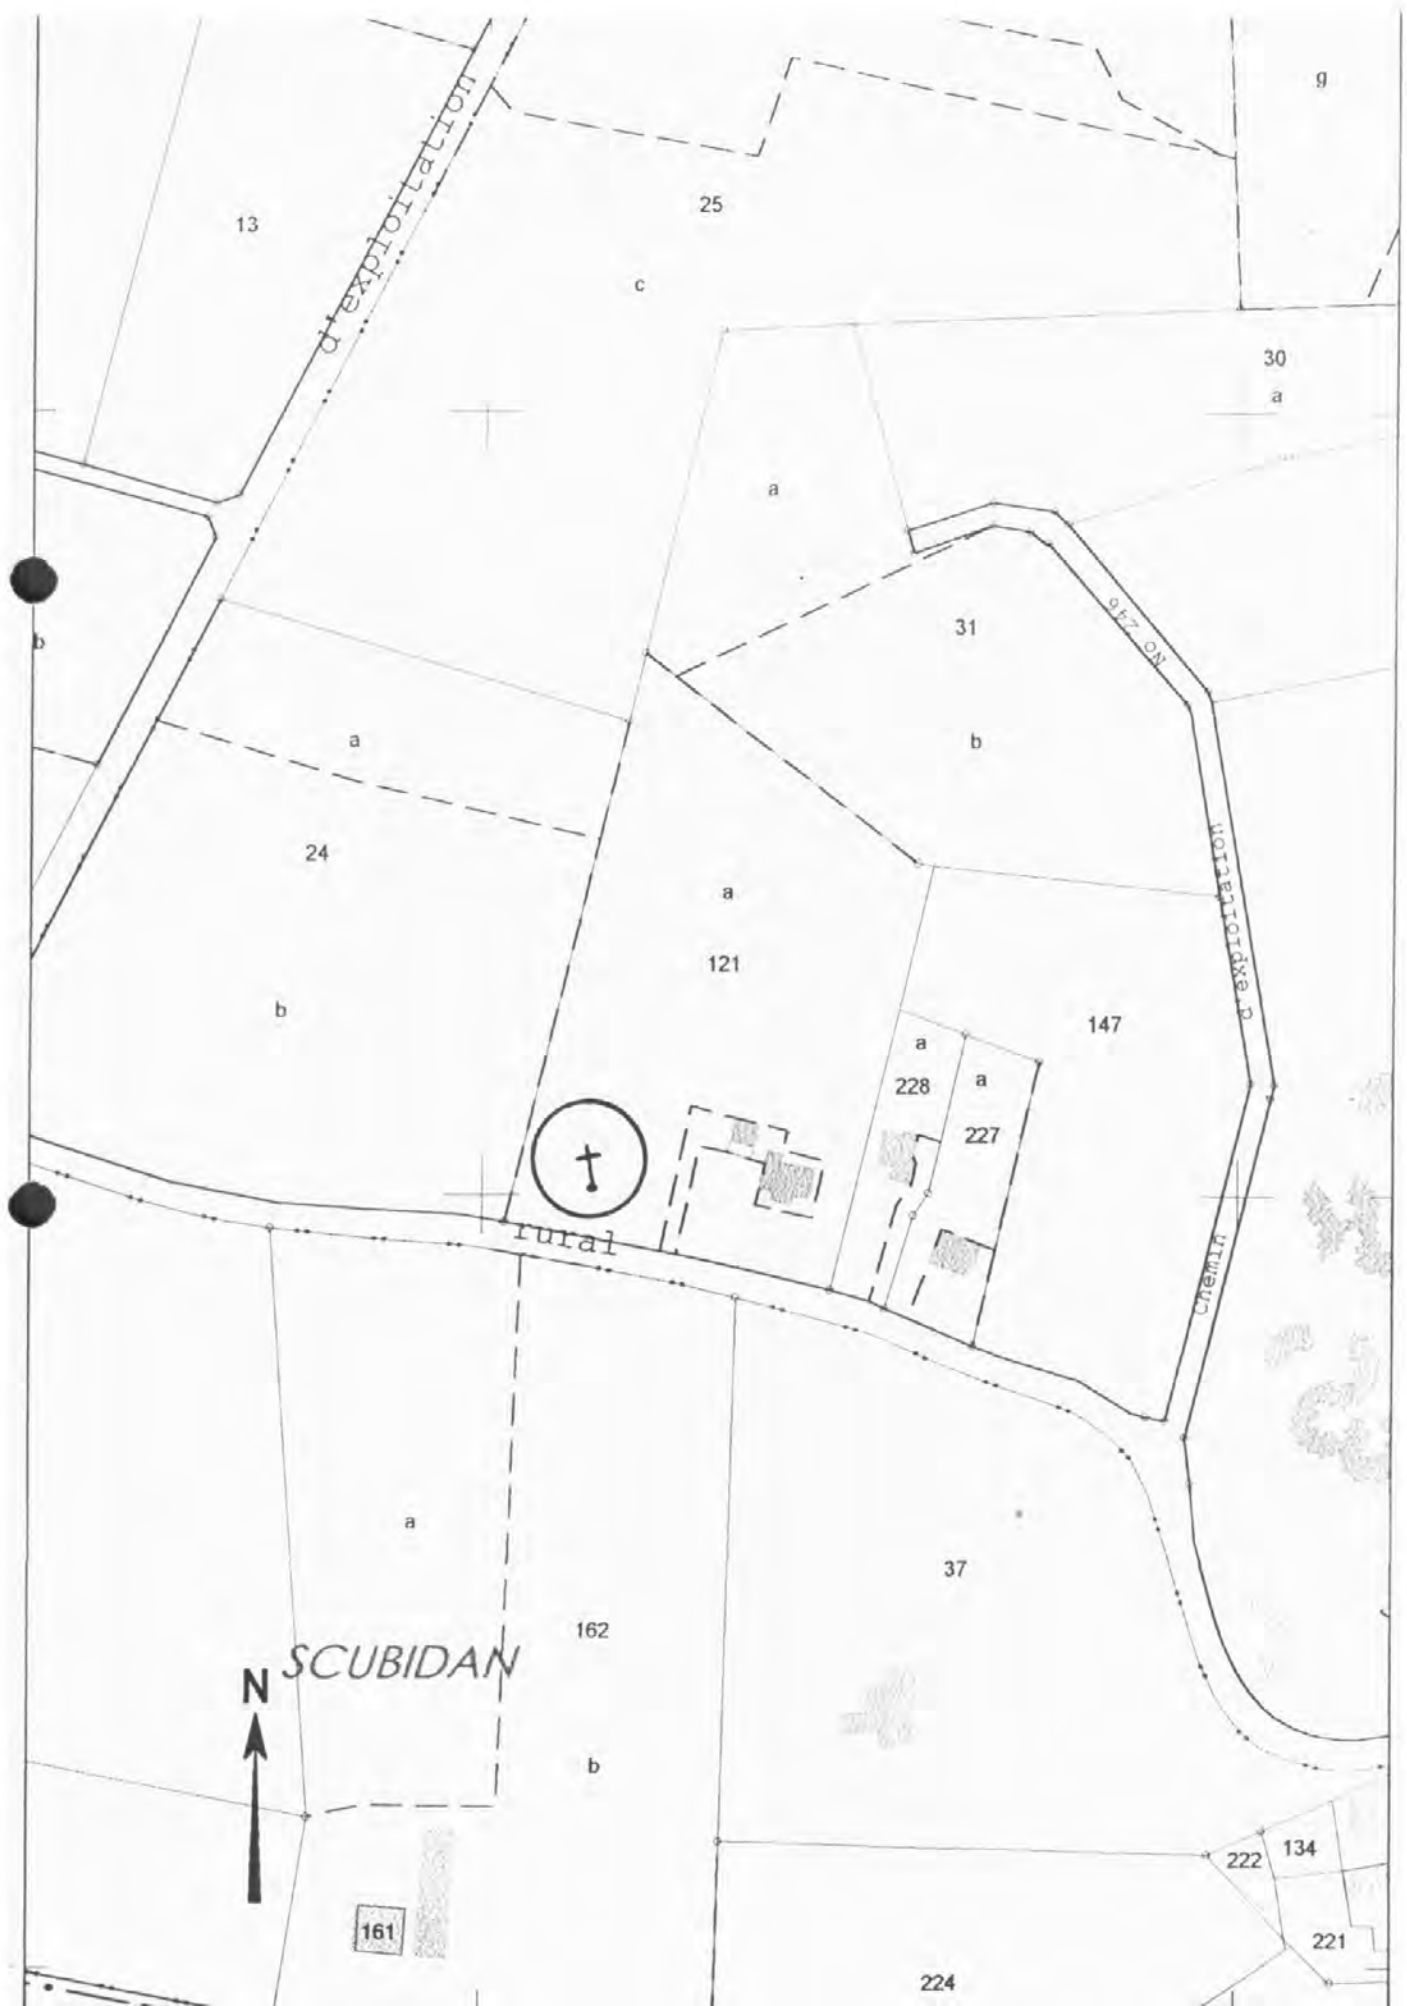 g
13
d'exploitation
25
c
30
a
a
31
No 246
b
b
a
24
a
d'exploitation
121
b
147
a
228
a
227
rural
Chemin
a
37
162
SCUBIDAN
N
b
134
222
161
221
224